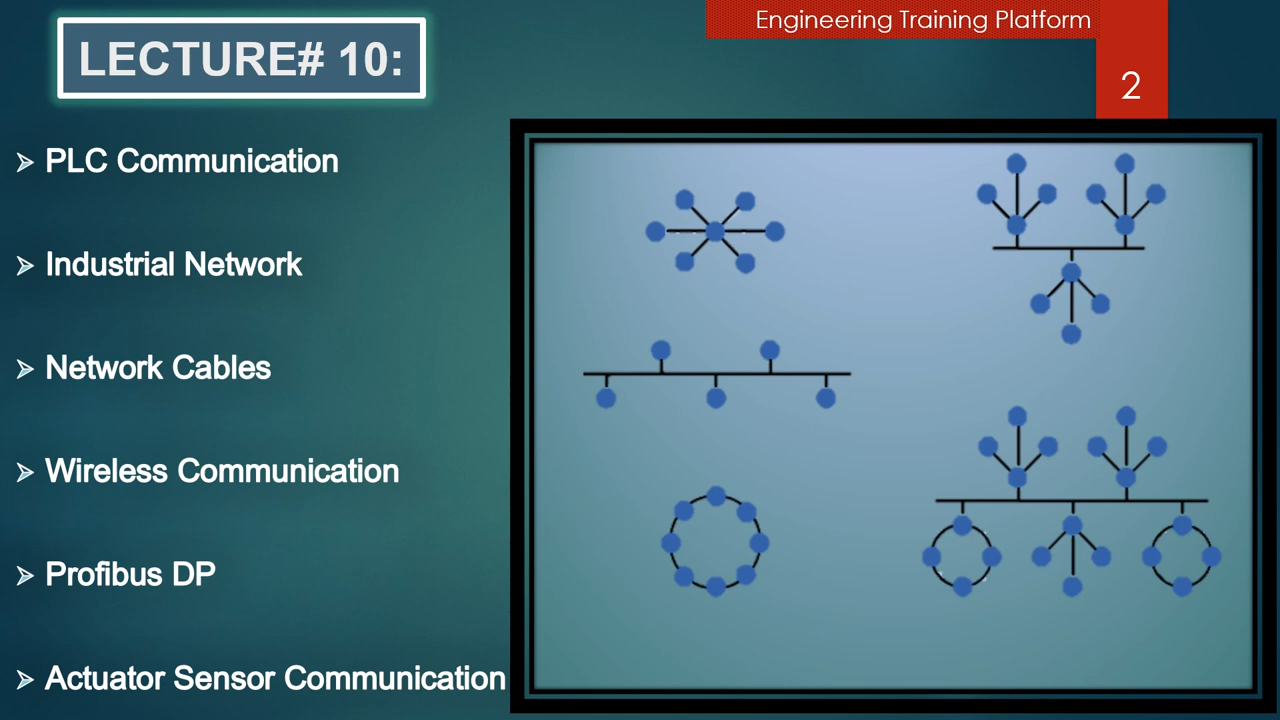 Engineering Training Platform
LECTURE# 10:
2
PLC Communication
Industrial Network
Network Cables
Wireless Communication
Profibus DP
Actuator Sensor Communication